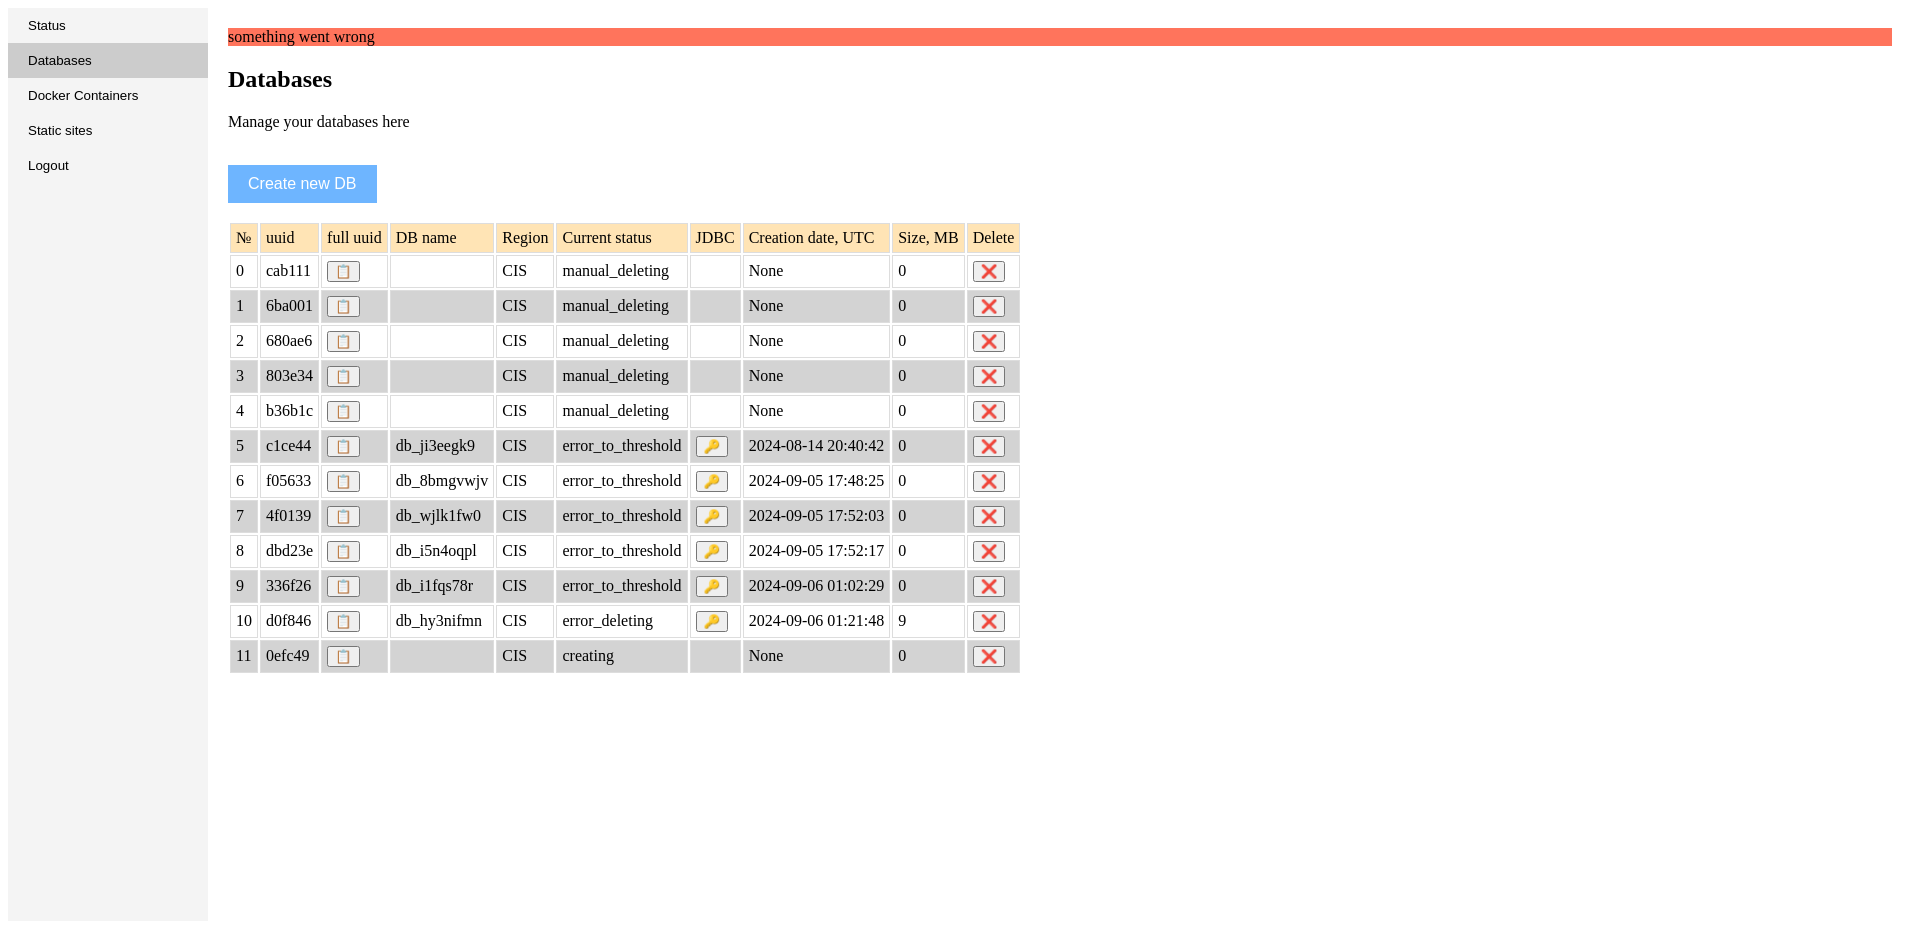 Status
Databases
Docker Containers
Static sites
Logout
something went wrong
Databases
Manage your databases here
Create new DB
№ uuid full uuid DB name Region Current status JDBC Creation date, UTC Size, MB Delete
0 cab111 CIS manual_deleting None 0
1 6ba001 CIS manual_deleting None 0
2 680ae6 CIS manual_deleting None 0
3 803e34 CIS manual_deleting None 0
4 b36b1c CIS manual_deleting None 0
5 c1ce44 db_ji3eegk9 CIS error_to_threshold 2024-08-14 20:40:42 0
6 f05633 db_8bmgvwjv CIS error_to_threshold 2024-09-05 17:48:25 0
7 4f0139 db_wjlk1fw0 CIS error_to_threshold 2024-09-05 17:52:03 0
8 dbd23e db_i5n4oqpl CIS error_to_threshold 2024-09-05 17:52:17 0
9 336f26 db_i1fqs78r CIS error_to_threshold 2024-09-06 01:02:29 0
10 d0f846 db_hy3nifmn CIS error_deleting 2024-09-06 01:21:48 9
11 0efc49 CIS creating None 0